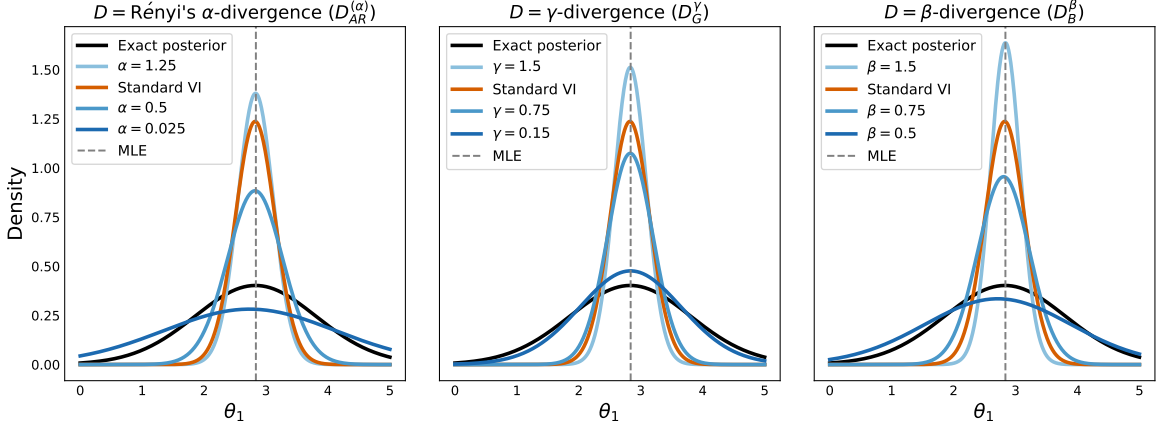 D = Rényi's α-divergence (D_{AR}^{(α)})
Exact posterior
α = 1.25
Standard VI
α = 0.5
α = 0.025
MLE
Density
1.50
1.25
1.00
0.75
0.50
0.25
0.00
0 1 2 3 4 5
θ₁
D = γ-divergence (D_G^γ)
Exact posterior
γ = 1.5
Standard VI
γ = 0.75
γ = 0.15
MLE
0 1 2 3 4 5
θ₁
D = β-divergence (D_B^β)
Exact posterior
β = 1.5
Standard VI
β = 0.75
β = 0.5
MLE
0 1 2 3 4 5
θ₁